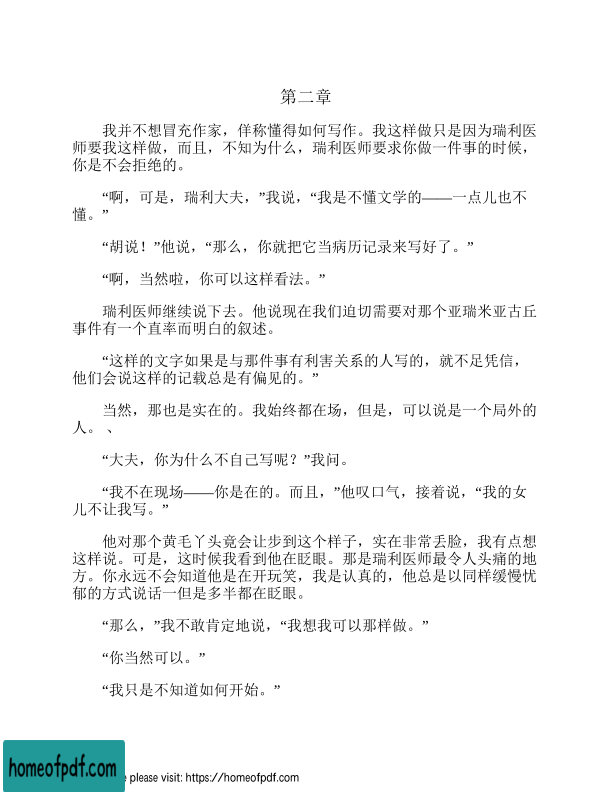 第二章
我并不想冒充作家，佯称懂得如何写作。我这样做只是因为瑞利医
师要我这样做，而且，不知为什么，瑞利医师要求你做一件事的时候，
你是不会拒绝的。
“啊，可是，瑞利大夫，”我说，“我是不懂文学的——一点儿也不
懂。”
“胡说！”他说，“那么，你就把它当病历记录来写好了。”
“啊，当然啦，你可以这样看法。”
瑞利医师继续说下去。他说现在我们迫切需要对那个亚瑞米亚古丘
事件有一个直率而明白的叙述。
“这样的文字如果是与那件事有利害关系的人写的，就不足凭信，
他们会说这样的记载总是有偏见的。”
当然，那也是实在的。我始终都在场，但是，可以说是一个局外的
人。 、
“大夫，你为什么不自己写呢？”我问。
“我不在现场——你是在的。而且，”他叹口气，接着说，“我的女
儿不让我写。”
他对那个黄毛丫头竟会让步到这个样子，实在非常丢脸，我有点想
这样说。可是，这时候我看到他在眨眼。那是瑞利医师最令人头痛的地
方。你永远不会知道他是在开玩笑，我是认真的，他总是以同样缓慢忧
郁的方式说话一但是多半都在眨眼。
“那么，”我不敢肯定地说，“我想我可以那样做。”
“你当然可以。”
“我只是不知道如何开始。”
homeofpdf.com
e please visit: https://homeofpdf.com